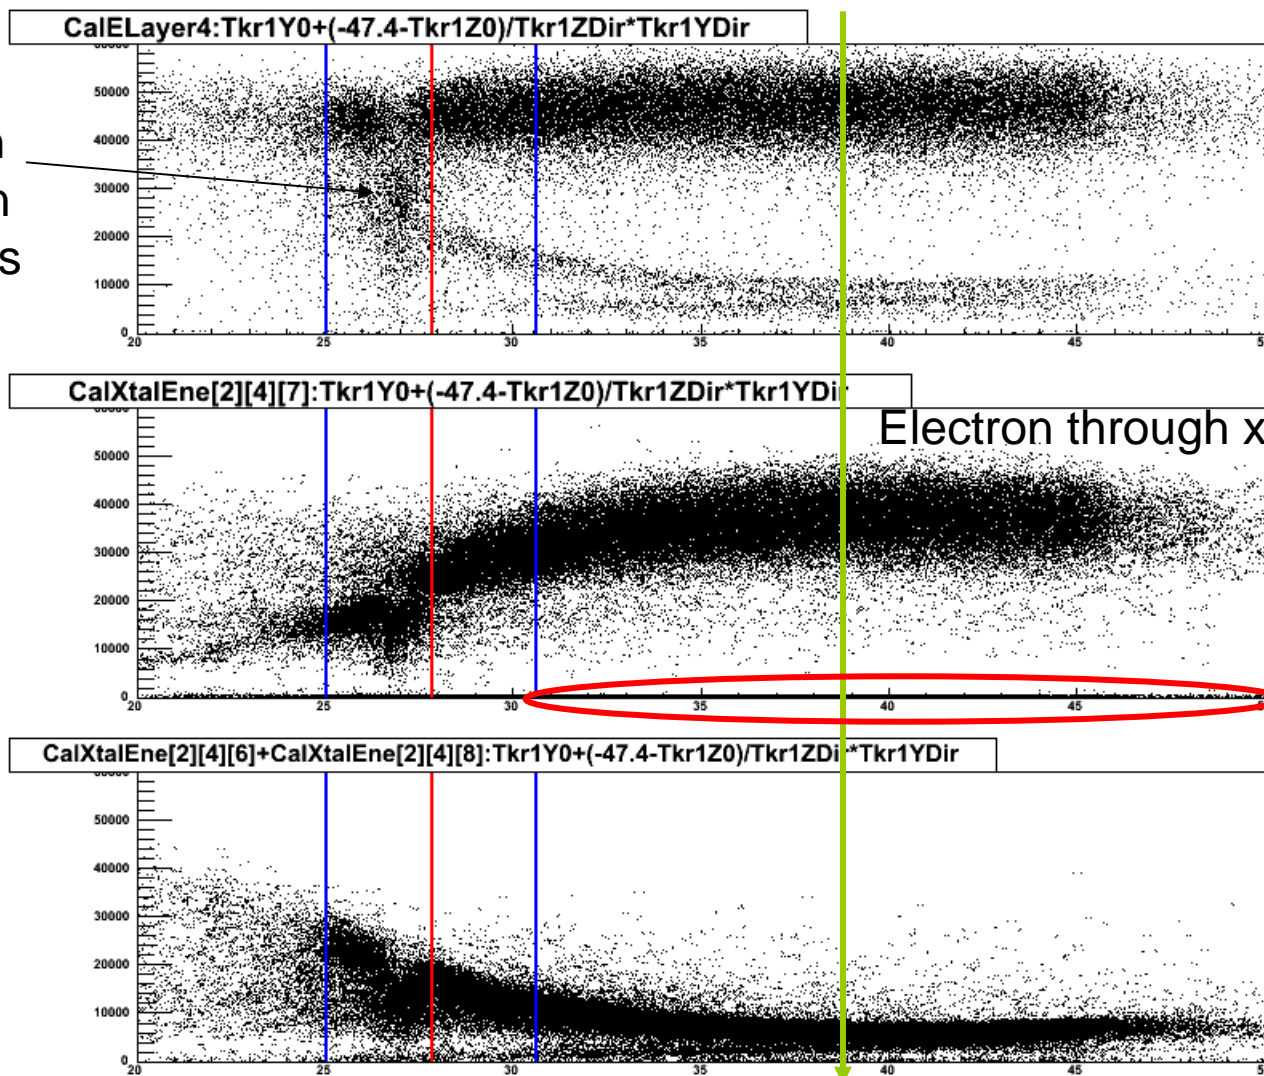 CalELayer4:Tkr1Y0+(-47.4-Tkr1Z0)/Tkr1ZDir*Tkr1YDir
50000
40000
30000
20000
10000
0
20 25 30 35 40 45
n
n
s
CalXtalEne[2][4][7]:Tkr1Y0+(-47.4-Tkr1Z0)/Tkr1ZDir*Tkr1YDir
Electron through x
50000
40000
30000
20000
10000
0
20 25 30 35 40 45
CalXtalEne[2][4][6]+CalXtalEne[2][4][8]:Tkr1Y0+(-47.4-Tkr1Z0)/Tkr1ZDir*Tkr1YDir
50000
40000
30000
20000
10000
0
20 25 30 35 40 45